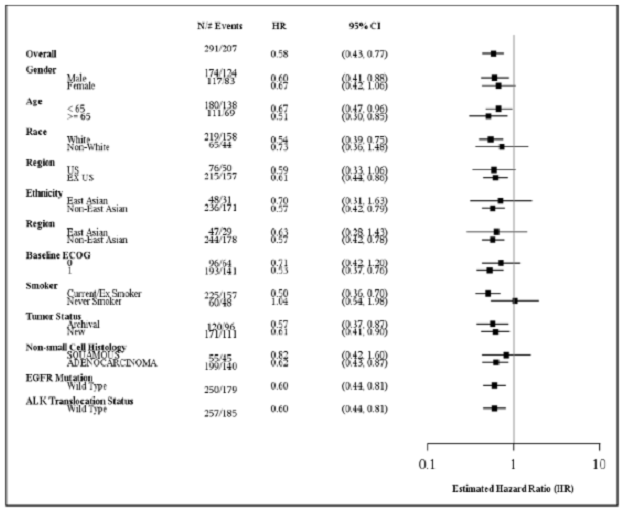 N/# Events HR 95% CI
Overall 291/207 0.58 (0.43, 0.77)
Gender
Male 174/124 0.60 (0.41, 0.88)
Female 117/83 0.67 (0.42, 1.06)
Age
< 65 180/138 0.67 (0.47, 0.96)
>= 65 111/69 0.51 (0.30, 0.85)
Race
White 219/158 0.54 (0.39, 0.75)
Non-White 65/44 0.73 (0.36, 1.48)
Region
US 76/50 0.59 (0.33, 1.06)
EX US 215/157 0.61 (0.44, 0.86)
Ethnicity
East Asian 48/31 0.70 (0.31, 1.63)
Non-East Asian 236/171 0.57 (0.42, 0.79)
Region
East Asian 47/29 0.63 (0.28, 1.43)
Non-East Asian 244/178 0.57 (0.42, 0.78)
Baseline ECOG
0 96/64 0.71 (0.42, 1.20)
1 193/141 0.53 (0.37, 0.76)
Smoker
Current/Ex Smoker 225/157 0.50 (0.36, 0.70)
Never Smoker 60/48 1.04 (0.54, 1.98)
Tumor Status
Archival 120/96 0.57 (0.37, 0.87)
New 171/111 0.61 (0.41, 0.90)
Non-small Cell Histology
SQUAMOUS 55/45 0.82 (0.42, 1.60)
ADENOCARCINOMA 199/140 0.62 (0.43, 0.87)
EGFR Mutation
Wild Type 250/179 0.60 (0.44, 0.81)
ALK Translocation Status
Wild Type 257/185 0.60 (0.44, 0.81)
0.1 1 10
Estimated Hazard Ratio (HR)